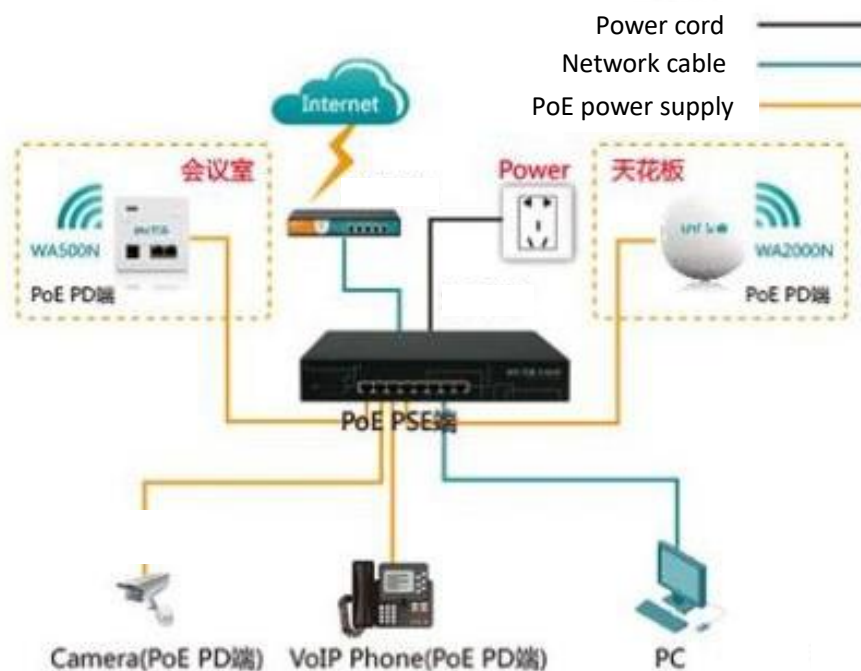 Power cord
Network cable
PoE power supply
Internet
会议室
Power
天花板
WA500N
WA2000N
PoE PD端
PoE PD端
PoE PSE端
Camera(PoE PD端)
VoIP Phone(PoE PD端)
PC